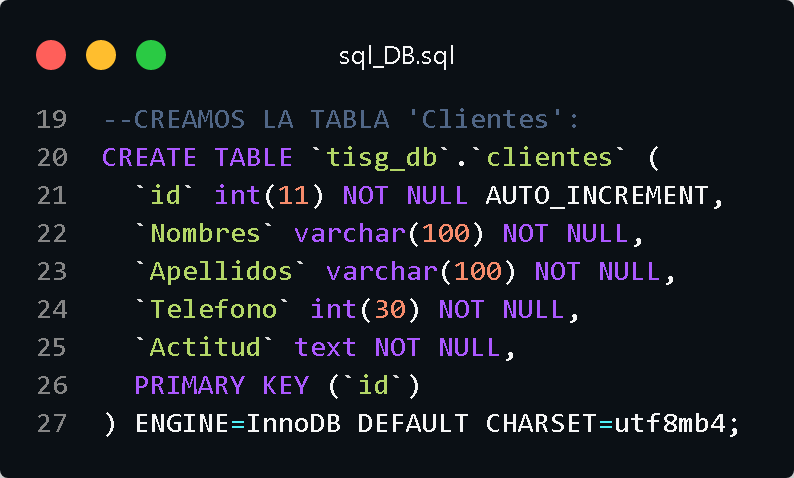 sql_DB.sql
19 --CREAMOS LA TABLA 'Clientes':
20 CREATE TABLE `tisg_db`.`clientes` (
21 `id` int(11) NOT NULL AUTO_INCREMENT,
22 `Nombres` varchar(100) NOT NULL,
23 `Apellidos` varchar(100) NOT NULL,
24 `Telefono` int(30) NOT NULL,
25 `Actitud` text NOT NULL,
26 PRIMARY KEY (`id`)
27 ) ENGINE=InnoDB DEFAULT CHARSET=utf8mb4;